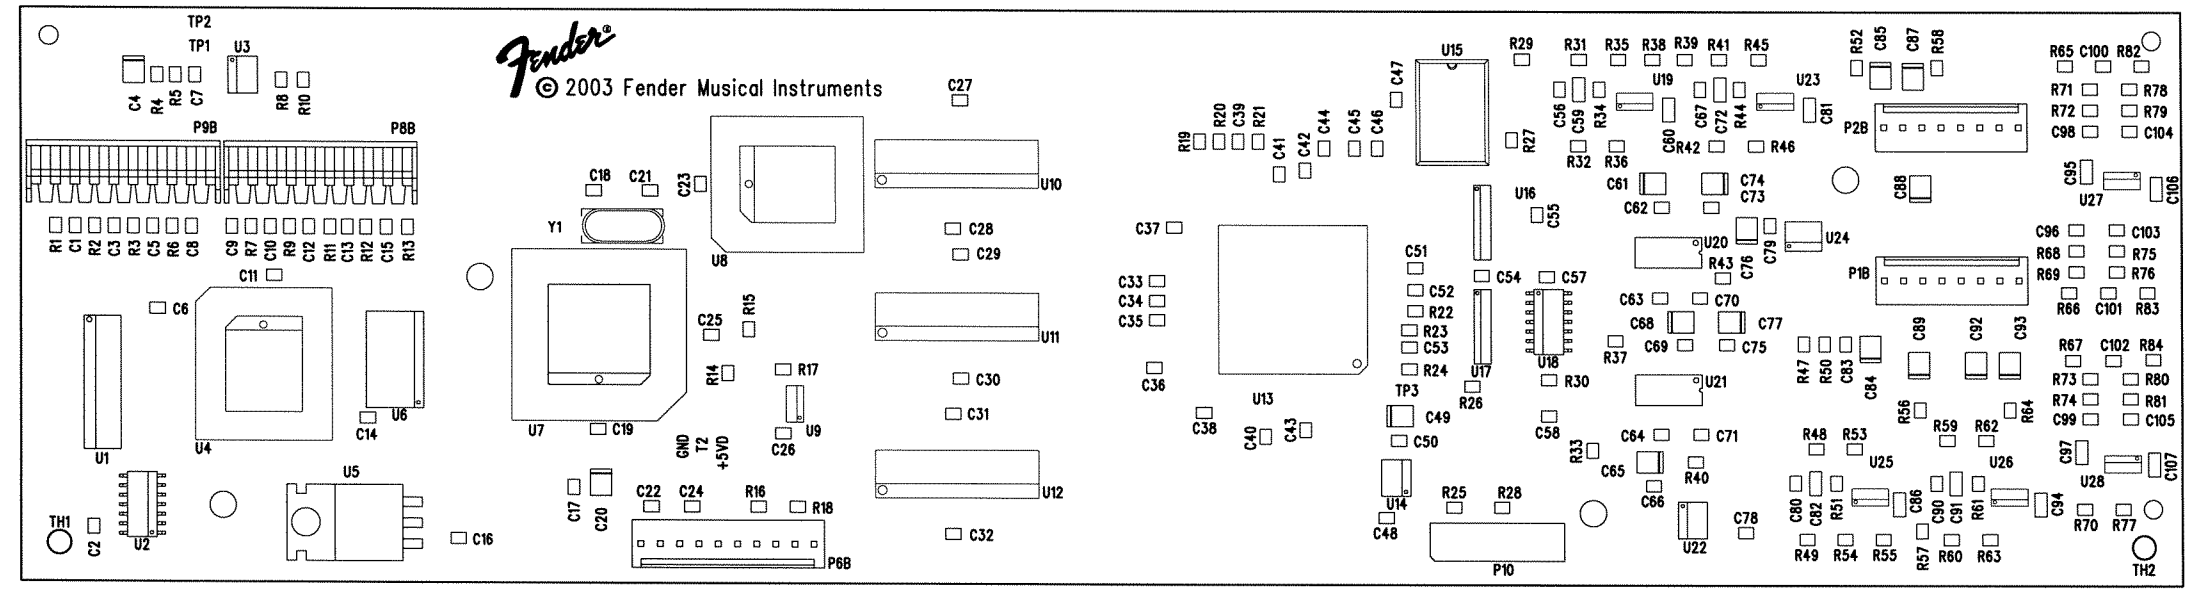 TP2
TP1
U3
C4
R4
R5
C7
R8
R10
Fender®
© 2003 Fender Musical Instruments
P9B
P8B
R1
C1
R2
C3
R3
C5
R6
C8
C9
R7
C10
R9
C12
R11
C13
R12
C15
R13
C11
C6
U1
U4
U6
C14
U2
U5
TH1
C2
C16
C18
C21
C23
Y1
U8
U7
C19
C25
R15
R14
R17
U9
C26
GND
T2
+5VD
C17
C20
C22
C24
R16
R18
P6B
C27
U10
C28
C29
U11
C30
C31
U12
C32
C37
C33
C34
C35
C36
C38
U13
C40
C43
R19
R20
C39
R21
C41
C42
C44
C45
C46
C47
U15
R29
R27
U16
C55
C51
C54
C57
C52
R22
R23
C53
R24
U17
U18
R26
R30
C58
TP3
C49
C50
U14
C48
R25
R28
P10
R31
R35
R38
R39
R41
R45
U19
U23
C56
C59
R34
C60
C67
C72
R44
C81
R32
R36
R42
R46
C61
C74
C73
C62
U20
C76
C79
U24
R43
C63
C70
C68
C77
C69
C75
R37
U21
C64
C71
R33
C65
R40
C66
U22
C78
R52
C85
C87
R58
P2B
C88
P1B
C89
C92
C93
R47
R50
C83
C84
R56
R64
R59
R62
R48
R53
U25
U26
C80
C82
R51
C86
C90
C91
R61
C94
R57
R49
R54
R55
R60
R63
R65
C100
R82
R71
R78
R72
R79
C98
C104
C95
U27
C106
C96
C103
R68
R75
R69
R76
R66
C101
R83
R67
C102
R84
R73
R80
R74
R81
C99
C105
C97
U28
C107
R70
R77
TH2